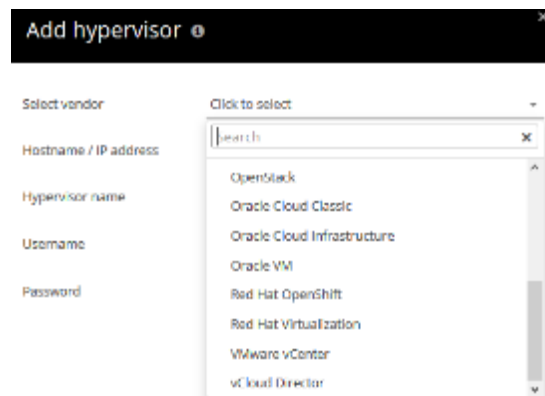 Add hypervisor
Select vendor
Click to select
Search
Hostname / IP address
OpenStack
Hypervisor name
Oracle Cloud Classic
Oracle Cloud Infrastructure
Username
Oracle VM
Password
Red Hat OpenShift
Red Hat Virtualization
VMware vCenter
vCloud Director